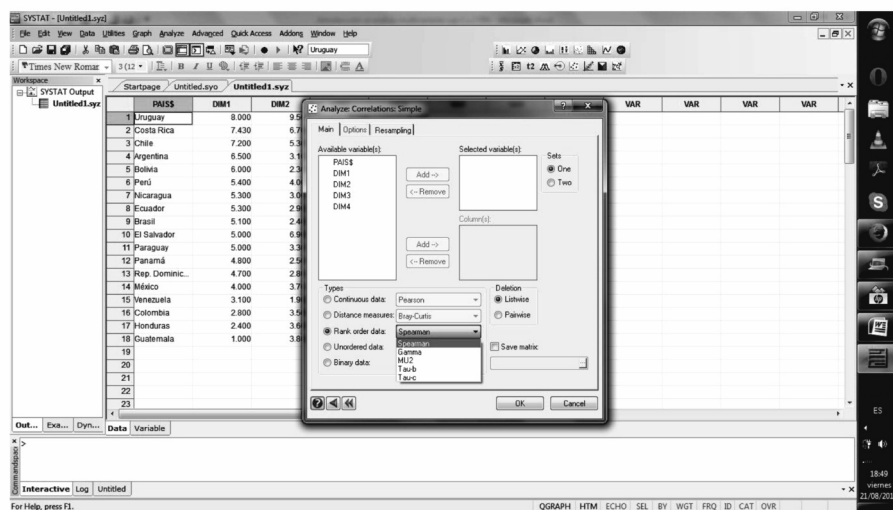 SYSTAT - [Untitled1.syz]
File Edit View Data Utilities Graph Analyze Advanced Quick Access Addons Window Help
Uruguay
Times New Romar 3(12
B I U
Workspace
SYSTAT Output
Untitled1.syz
Startpage Untitled.syo Untitled1.syz
PAIS$ DIM1 DIM2 VAR VAR VAR VAR
1 Uruguay 8.000
2 Costa Rica 7.430
3 Chile 7.200
4 Argentina 6.500
5 Bolivia 6.000
6 Perú 5.400
7 Nicaragua 5.300
8 Ecuador 5.300
9 Brasil 5.100
10 El Salvador 5.000
11 Paraguay 5.000
12 Panamá 4.800
13 Rep. Dominic... 4.700
14 México 4.000
15 Venezuela 3.100
16 Colombia 2.800
17 Honduras 2.400
18 Guatemala 1.000
19
20
21
22
23
Analyze: Correlations: Simple
Main Options Resampling
Available variable(s):
PAIS$
DIM1
DIM2
DIM3
DIM4
Add -->
<-- Remove
Selected variable(s):
Sets
One
Two
Column(s):
Add -->
<-- Remove
Types
Continuous data: Pearson
Distance measures: Bray-Curtis
Rank order data: Spearman
Unordered data:
Binary data:
Spearman
Gamma
MU2
Tau-b
Tau-c
Deletion
Listwise
Pairwise
Save matrix:
OK Cancel
Out... Exa... Dyn...
Data Variable
>
Commandspace
Interactive Log Untitled
For Help, press F1.
QGRAPH HTM ECHO SEL BY WGT FRQ ID CAT OVR
ES
18:49
viernes
21/08/201